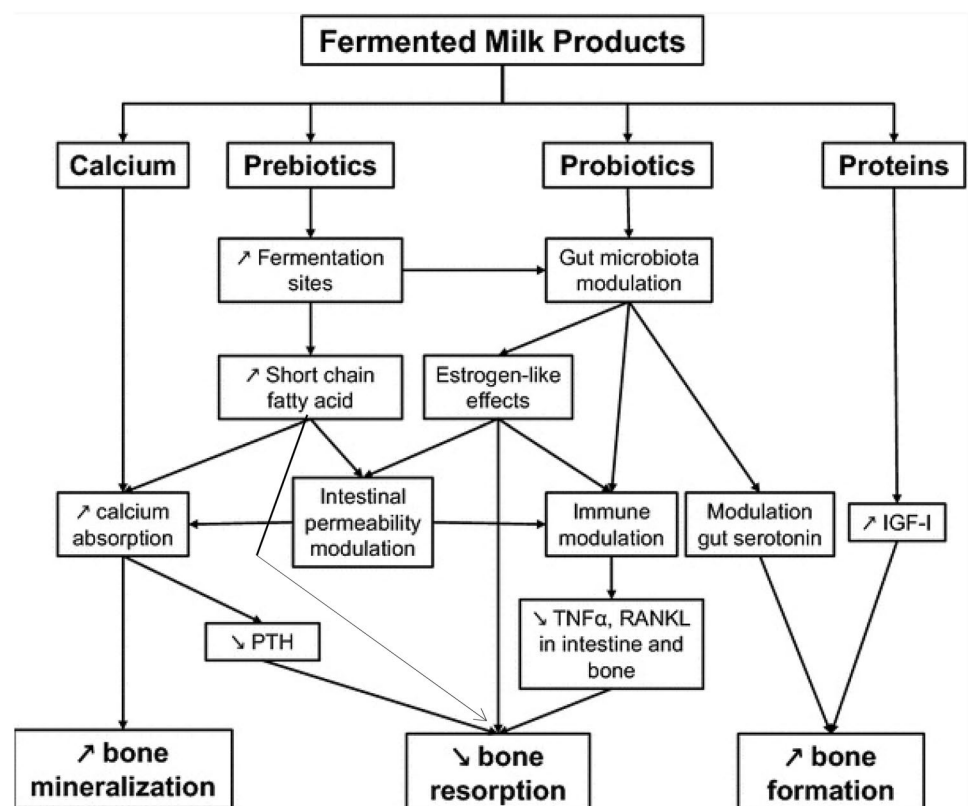 Fermented Milk Products
Calcium
Prebiotics
Probiotics
Proteins
↗ Fermentation
sites
Gut microbiota
modulation
↗ Short chain
fatty acid
Estrogen-like
effects
↗ calcium
absorption
Intestinal
permeability
modulation
Immune
modulation
Modulation
gut serotonin
↗ IGF-I
↘ PTH
↘ TNFα, RANKL
in intestine and
bone
↗ bone
mineralization
↘ bone
resorption
↗ bone
formation